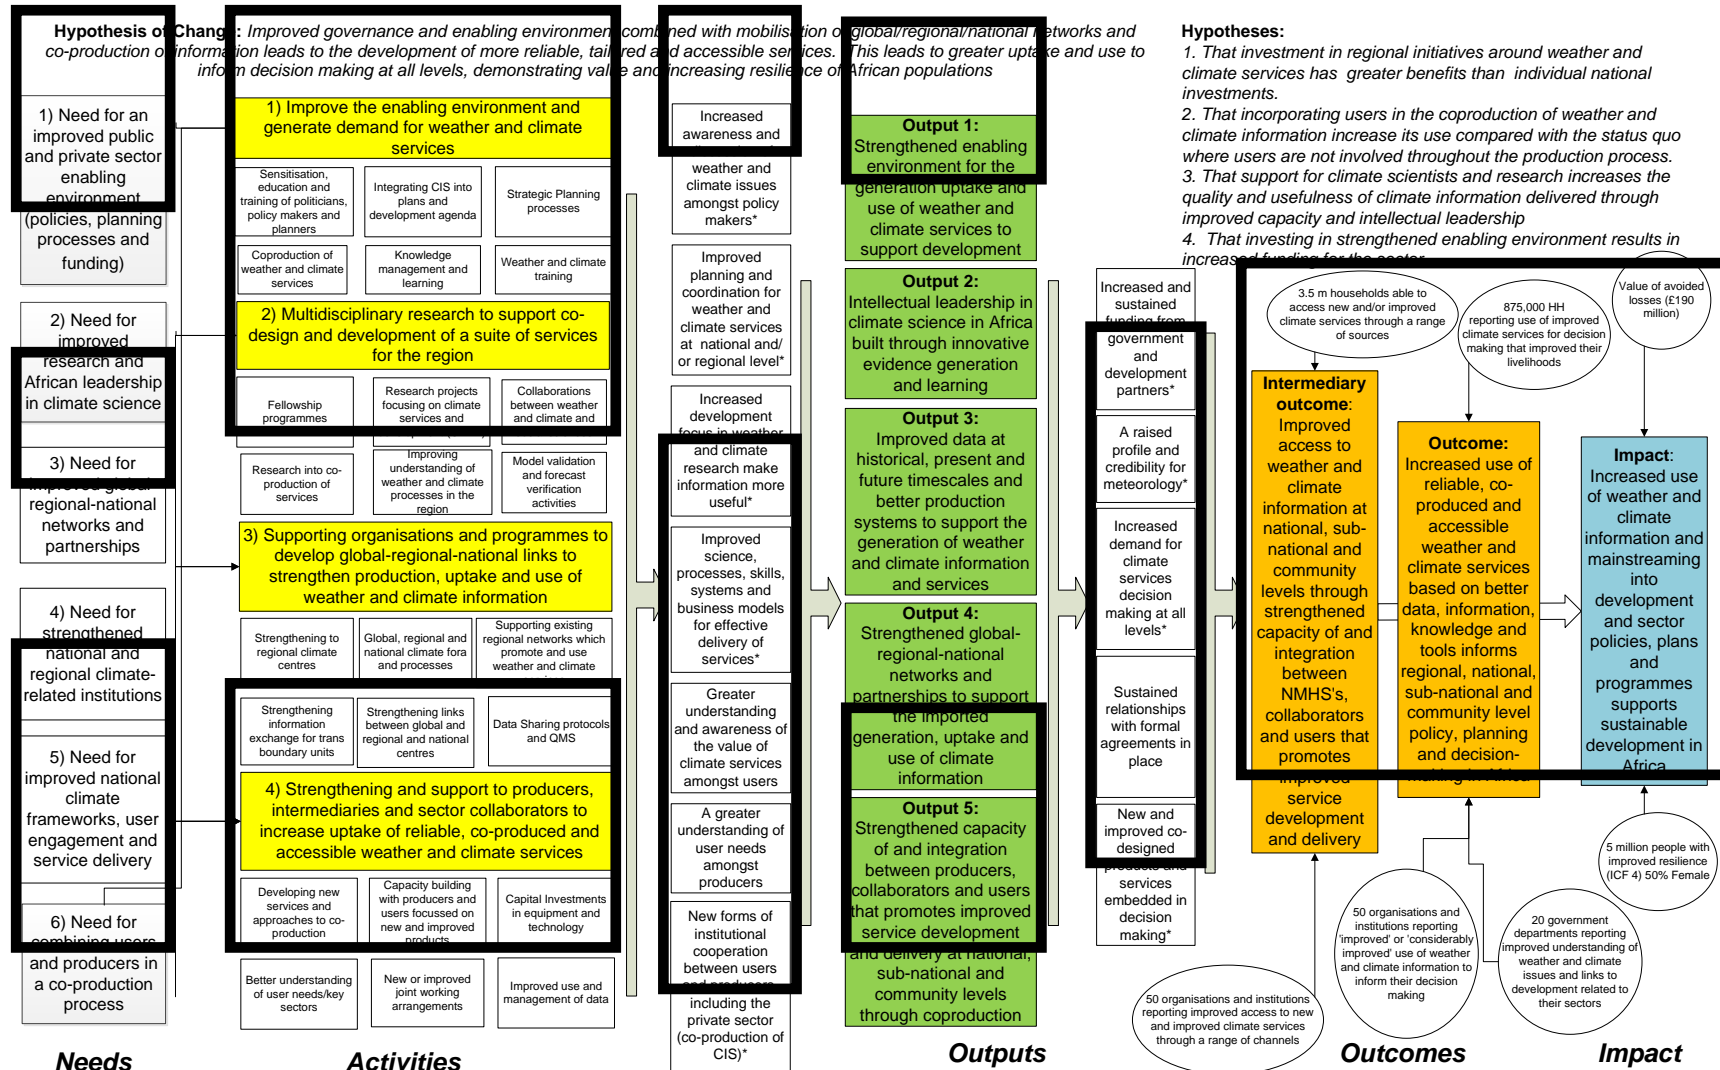 Hypothesis of Change: Improved governance and enabling environment combined with mobilisation of global/regional/national networks and
co-production of information leads to the development of more reliable, tailored and accessible services. This leads to greater uptake and use to
inform decision making at all levels, demonstrating value and increasing resilience of African populations
Hypotheses:
1. That investment in regional initiatives around weather and
climate services has greater benefits than individual national
investments.
2. That incorporating users in the coproduction of weather and
climate information increase its use compared with the status quo
where users are not involved throughout the production process.
3. That support for climate scientists and research increases the
quality and usefulness of climate information delivered through
improved capacity and intellectual leadership
4. That investing in strengthened enabling environment results in
increased funding for the sector
1) Need for an
improved public
and private sector
enabling
environment
(policies, planning
processes and
funding)
2) Need for
improved
research and
African leadership
in climate science
3) Need for
improved global-
regional-national
networks and
partnerships
4) Need for
strengthened
national and
regional climate-
related institutions
5) Need for
improved national
climate
frameworks, user
engagement and
service delivery
6) Need for
combining users
and producers in
a co-production
process
Needs
1) Improve the enabling environment and
generate demand for weather and climate
services
Sensitisation,
education and
training of politicians,
policy makers and
planners
Integrating CIS into
plans and
development agenda
Strategic Planning
processes
Coproduction of
weather and climate
services
Knowledge
management and
learning
Weather and climate
training
2) Multidisciplinary research to support co-
design and development of a suite of services
for the region
Fellowship
programmes
Research projects
focusing on climate
services and
Collaborations
between weather
and climate and
Research into co-
production of
services
Improving
understanding of
weather and climate
processes in the
region
Model validation
and forecast
verification
activities
3) Supporting organisations and programmes to
develop global-regional-national links to
strengthen production, uptake and use of
weather and climate information
Strengthening to
regional climate
centres
Global, regional and
national climate fora
and processes
Supporting existing
regional networks which
promote and use
weather and climate
Strengthening
information
exchange for trans
boundary units
Strengthening links
between global and
regional and national
centres
Data Sharing protocols
and QMS
4) Strengthening and support to producers,
intermediaries and sector collaborators to
increase uptake of reliable, co-produced and
accessible weather and climate services
Developing new
services and
approaches to co-
production
Capacity building
with producers and
users focussed on
new and improved
products
Capital Investments
in equipment and
technology
Better understanding
of user needs/key
sectors
New or improved
joint working
arrangements
Improved use and
management of data
Activities
Increased
awareness and
weather and
climate issues
amongst policy
makers*
Improved
planning and
coordination for
weather and
climate services
at national and/
or regional level*
Increased
development
focus in weather
and climate
research make
information more
useful*
Improved
science,
processes, skills,
systems and
business models
for effective
delivery of
services*
Greater
understanding
and awareness of
the value of
climate services
amongst users
A greater
understanding of
user needs
amongst
producers
New forms of
institutional
cooperation
between users
and producers
including the
private sector
(co-production of
CIS)*
Output 1:
Strengthened enabling
environment for the
generation uptake and
use of weather and
climate services to
support development
Output 2:
Intellectual leadership in
climate science in Africa
built through innovative
evidence generation
and learning
Output 3:
Improved data at
historical, present and
future timescales and
better production
systems to support the
generation of weather
and climate information
and services
Output 4:
Strengthened global-
regional-national
networks and
partnerships to support
the imported
generation, uptake and
use of climate
information
Output 5:
Strengthened capacity
of and integration
between producers,
collaborators and users
that promotes improved
service development
and delivery at national,
sub-national and
community levels
through coproduction
Outputs
Increased and
sustained
funding from
government
and
development
partners*
A raised
profile and
credibility for
meteorology*
Increased
demand for
climate
services
decision
making at all
levels*
Sustained
relationships
with formal
agreements in
place
New and
improved co-
designed
products and
services
embedded in
decision
making*
3.5 m households able to
access new and/or improved
climate services through a range
of sources
875,000 HH
reporting use of improved
climate services for decision
making that improved their
livelihoods
Value of avoided
losses (£190
million)
Intermediary
outcome:
Improved
access to
weather and
climate
information at
national, sub-
national and
community
levels through
strengthened
capacity of and
integration
between
NMHS's,
collaborators
and users that
promotes
improved
service
development
and delivery
Outcome:
Increased use of
reliable, co-
produced and
accessible
weather and
climate services
based on better
data, information,
knowledge and
tools informs
regional, national,
sub-national and
community level
policy, planning
and decision-
making in Africa
Impact:
Increased use
of weather and
climate
information and
mainstreaming
into
development
and sector
policies, plans
and
programmes
supports
sustainable
development in
Africa
50 organisations and institutions
reporting improved access to new
and improved climate services
through a range of channels
50 organisations and
institutions reporting
'improved' or 'considerably
improved' use of weather
and climate information to
inform their decision
making
20 government
departments reporting
improved understanding of
weather and climate
issues and links to
development related to
their sectors
5 million people with
improved resilience
(ICF 4) 50% Female
Outcomes
Impact